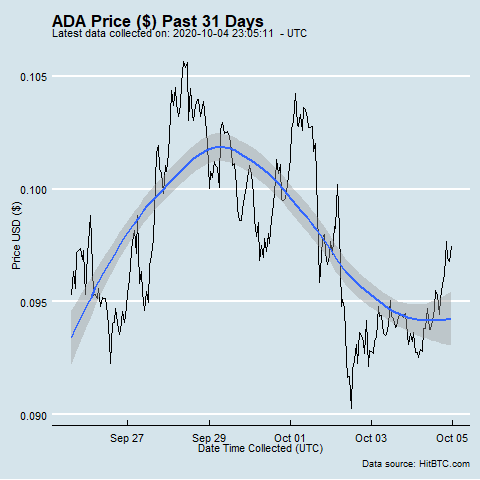 ADA Price ($) Past 31 Days
Latest data collected on: 2020-10-04 23:05:11 - UTC
0.105
0.100
0.095
0.090
Price USD ($)
Sep 27 Sep 29 Oct 01 Oct 03 Oct 05
Date Time Collected (UTC)
Data source: HitBTC.com